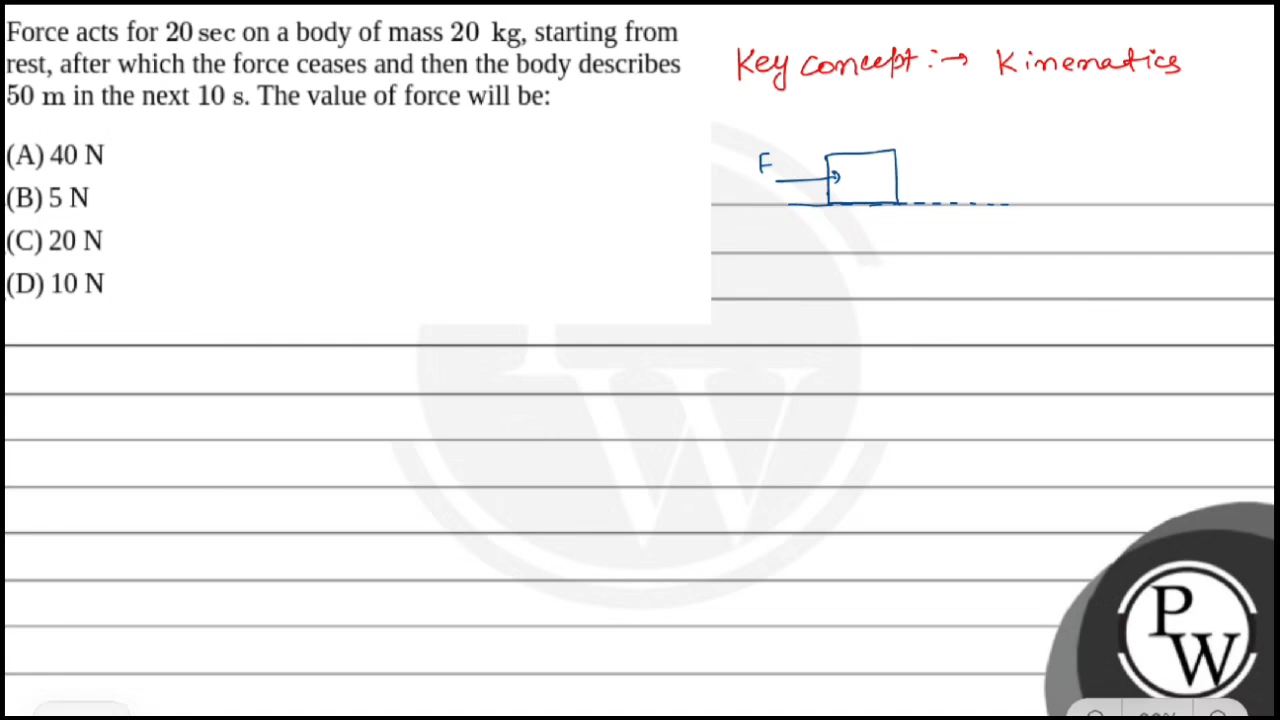 Force acts for 20 sec on a body of mass 20 kg, starting from
rest, after which the force ceases and then the body describes
50 m in the next 10 s. The value of force will be:
(A) 40 N
(B) 5 N
(C) 20 N
(D) 10 N
Key concept :→ Kinematics
F
W
P
W